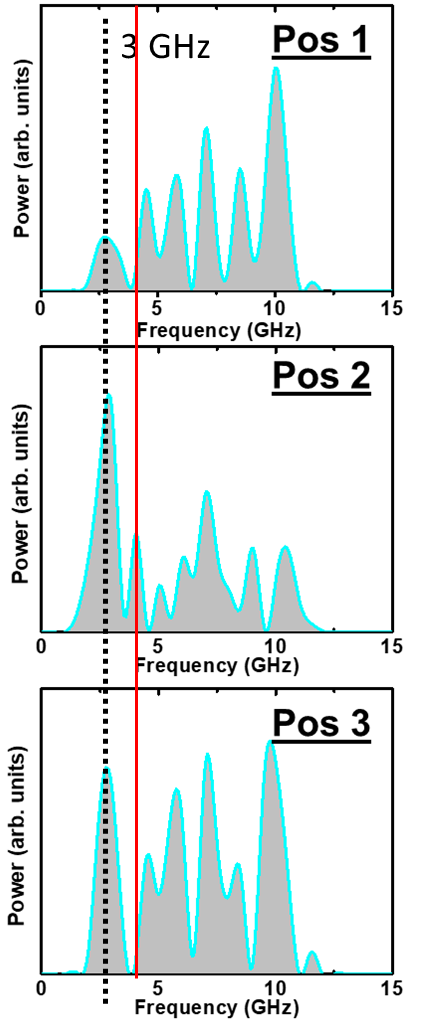 3 GHz
Pos 1
Power (arb. units)
0 5 10 15
Frequency (GHz)
Pos 2
Power (arb. units)
0 5 10 15
Frequency (GHz)
Pos 3
Power (arb. units)
0 5 10 15
Frequency (GHz)